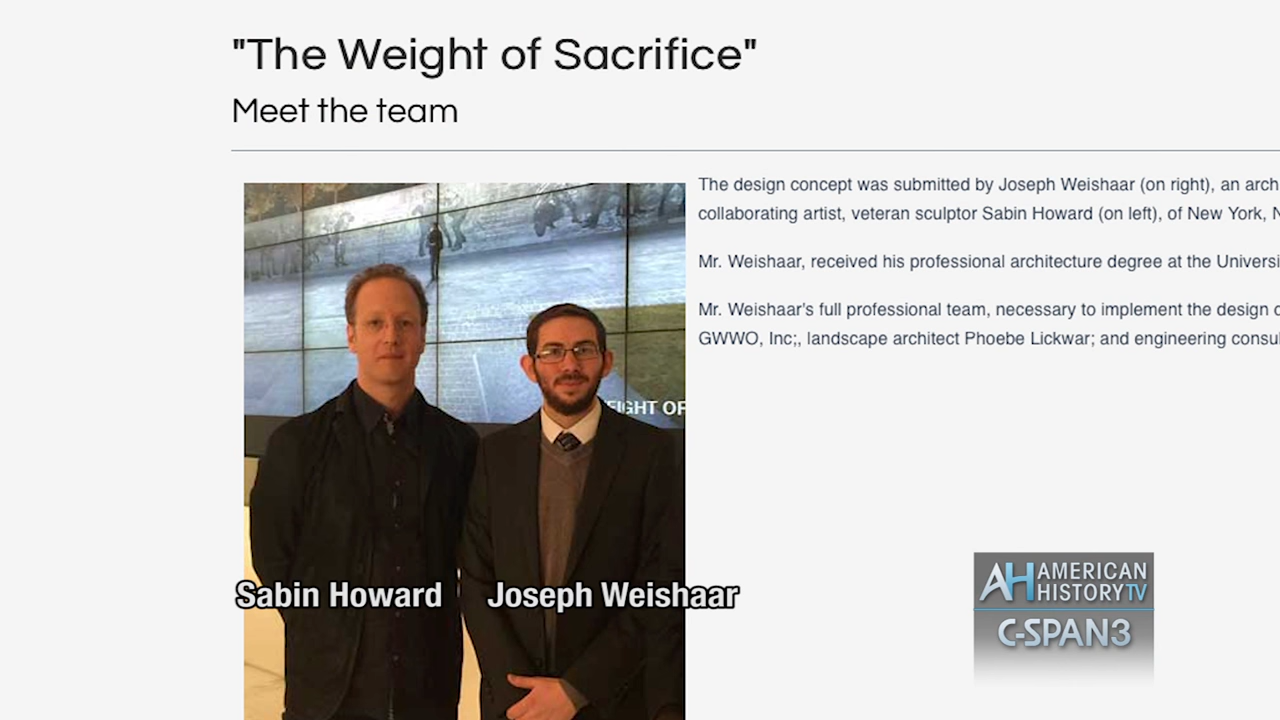 "The Weight of Sacrifice"
Meet the team
The design concept was submitted by Joseph Weishaar (on right), an arch
collaborating artist, veteran sculptor Sabin Howard (on left), of New York, N
Mr. Weishaar, received his professional architecture degree at the Universi
Mr. Weishaar's full professional team, necessary to implement the design c
GWWO, Inc;, landscape architect Phoebe Lickwar; and engineering consul
EIGHT OF
Sabin Howard
Joseph Weishaar
AH AMERICAN
HISTORY TV
C-SPAN3